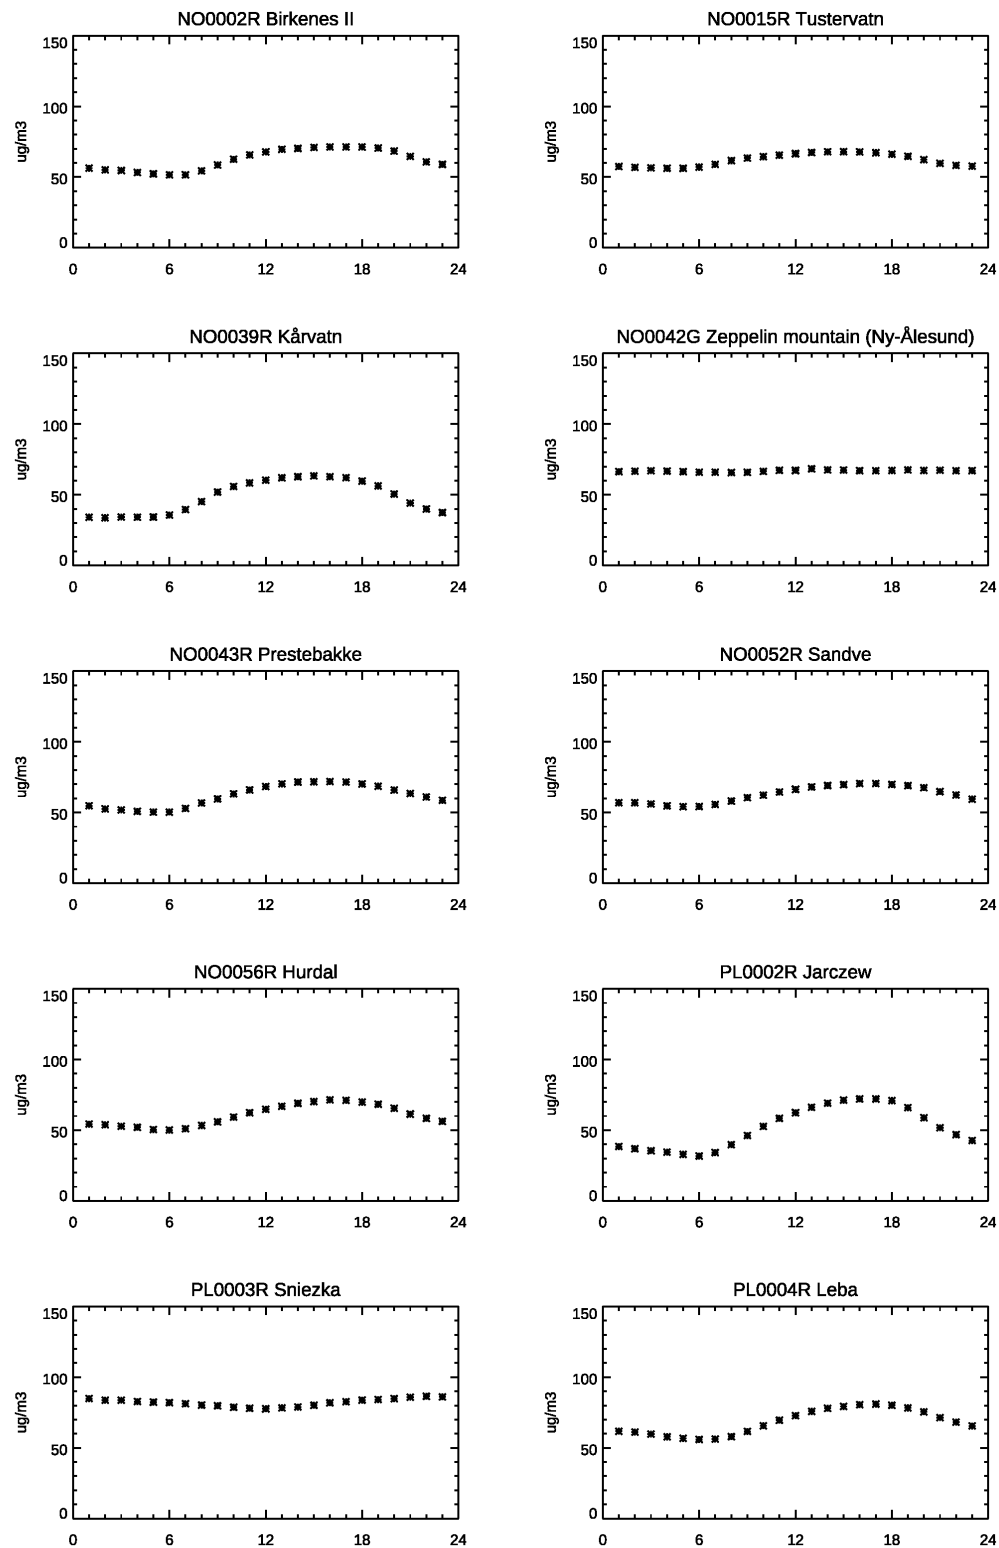 NO0002R Birkenes II
150
100
50
0
ug/m3
0 6 12 18 24
NO0015R Tustervatn
150
100
50
0
ug/m3
0 6 12 18 24
NO0039R Kårvatn
150
100
50
0
ug/m3
0 6 12 18 24
NO0042G Zeppelin mountain (Ny-Ålesund)
150
100
50
0
ug/m3
0 6 12 18 24
NO0043R Prestebakke
150
100
50
0
ug/m3
0 6 12 18 24
NO0052R Sandve
150
100
50
0
ug/m3
0 6 12 18 24
NO0056R Hurdal
150
100
50
0
ug/m3
0 6 12 18 24
PL0002R Jarczew
150
100
50
0
ug/m3
0 6 12 18 24
PL0003R Sniezka
150
100
50
0
ug/m3
0 6 12 18 24
PL0004R Leba
150
100
50
0
ug/m3
0 6 12 18 24